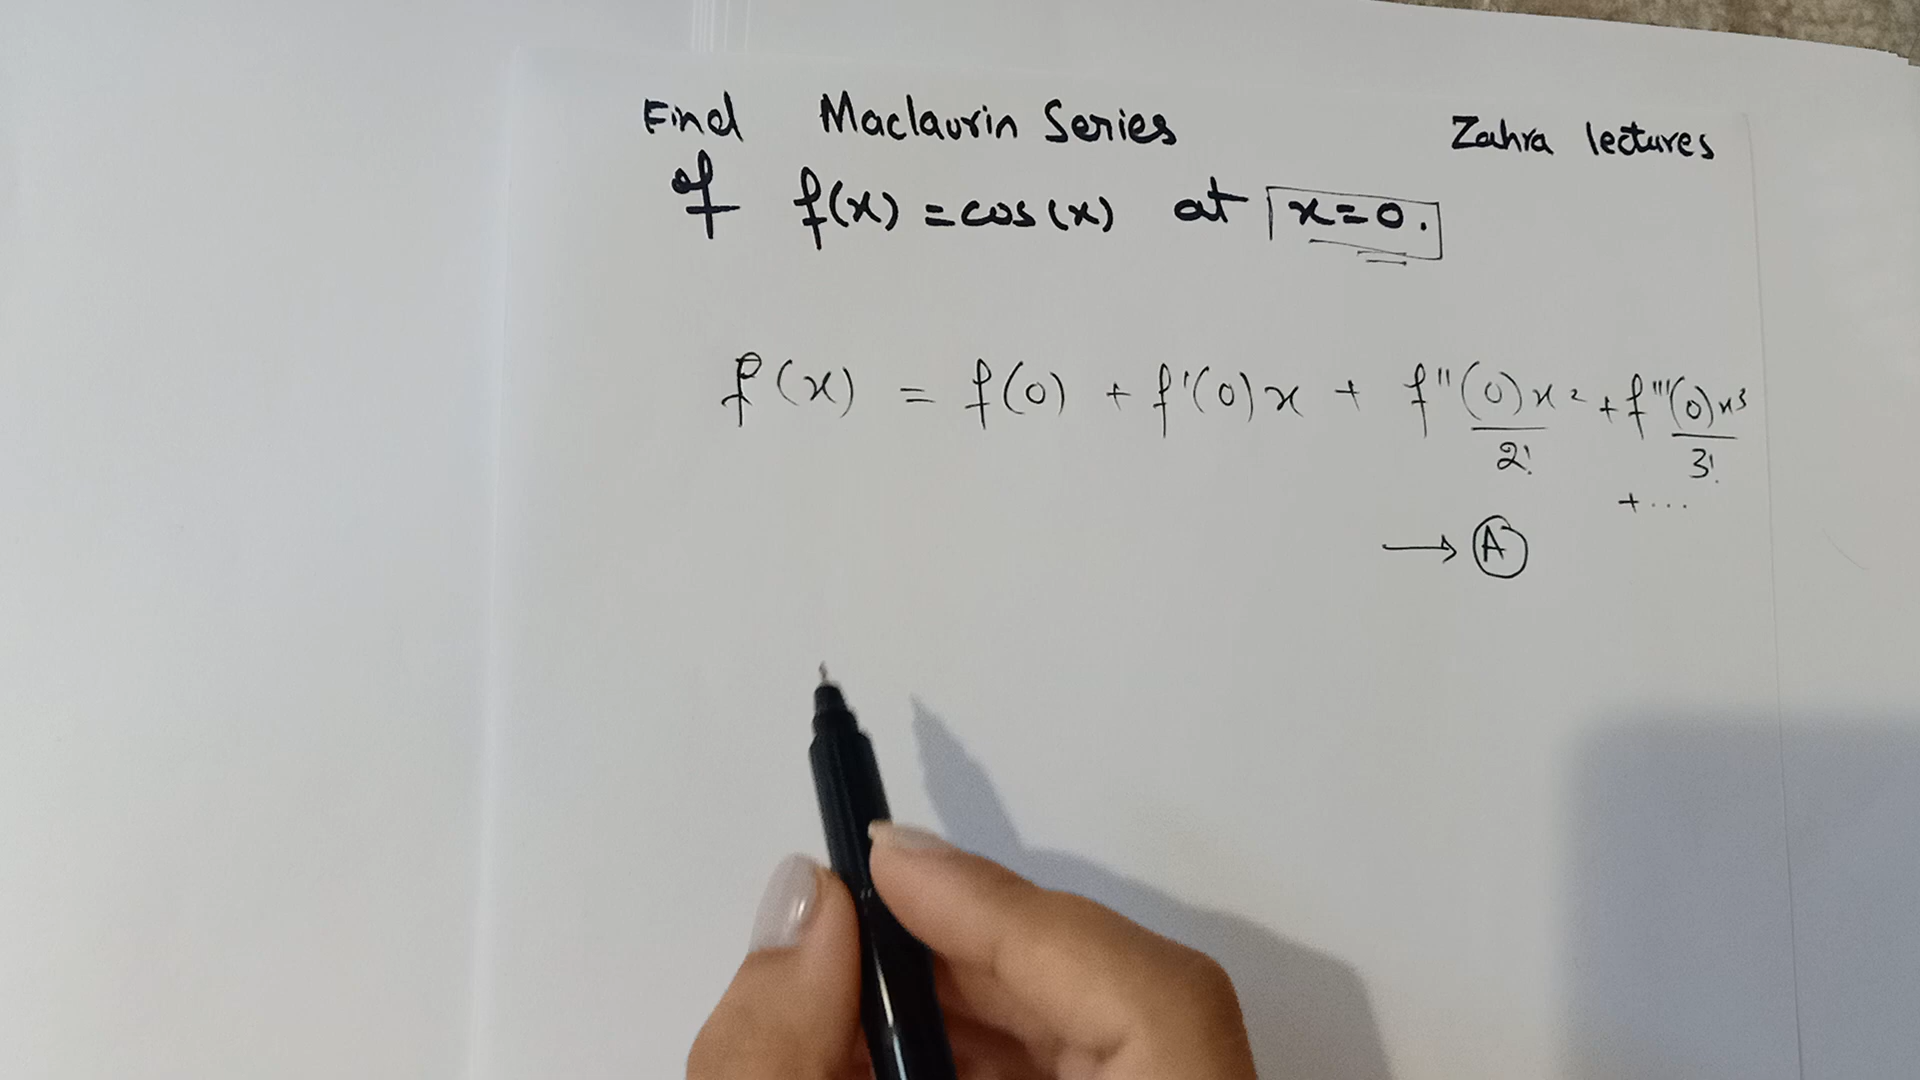 Find Maclaurin Series
Zahra lectures
of f(x) = cos(x) at x=0.
f(x) = f(0) + f'(0)x + f''(0)x²/2! + f'''(0)x³/3!
+ ...
→ A